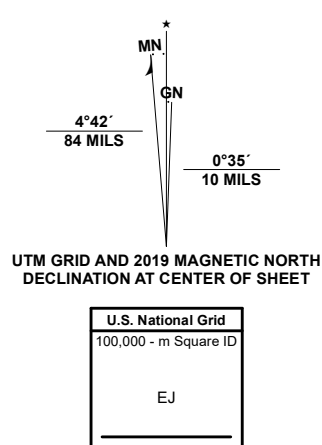 ★
MN
GN
4°42´
84 MILS
0°35´
10 MILS
UTM GRID AND 2019 MAGNETIC NORTH
DECLINATION AT CENTER OF SHEET
U.S. National Grid
100,000 - m Square ID
EJ